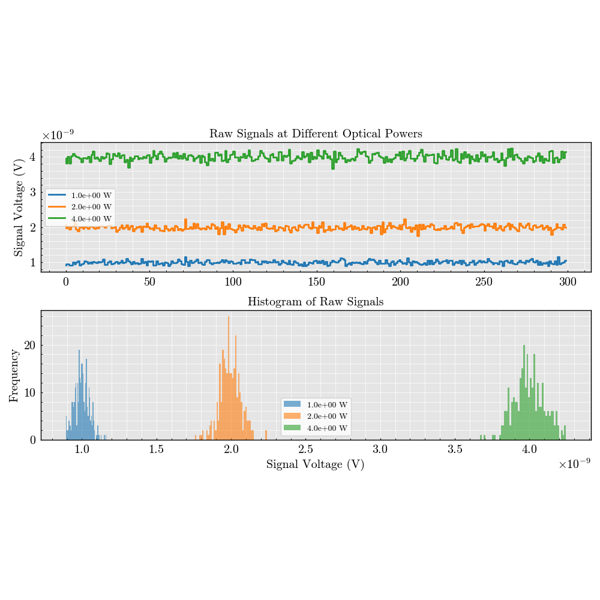 Raw Signals at Different Optical Powers
×10⁻⁹
Signal Voltage (V)
4
3
2
1
1.0e+00 W
2.0e+00 W
4.0e+00 W
0 50 100 150 200 250 300
Histogram of Raw Signals
Frequency
20
10
0
1.0e+00 W
2.0e+00 W
4.0e+00 W
1.0 1.5 2.0 2.5 3.0 3.5 4.0
Signal Voltage (V)
×10⁻⁹